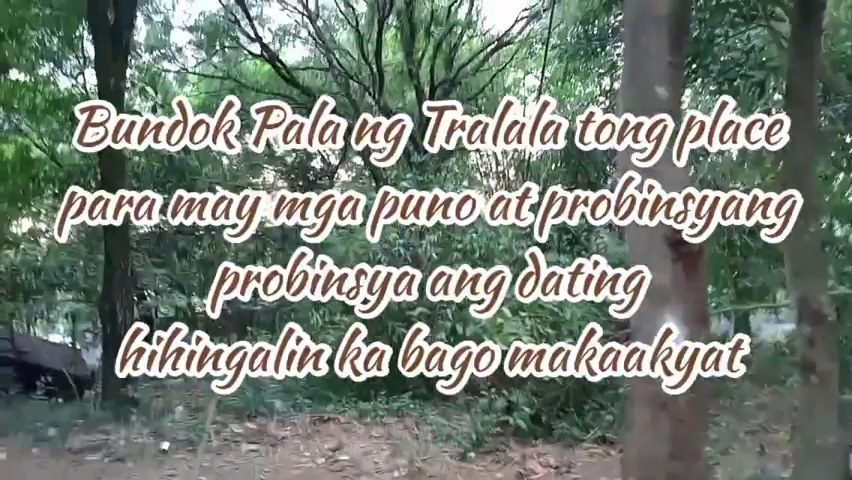 Bundok Pala ng Tralala tong place
para may mga puno at probinsyang
probinsya ang dating
hihingalin ka bago makaakyat